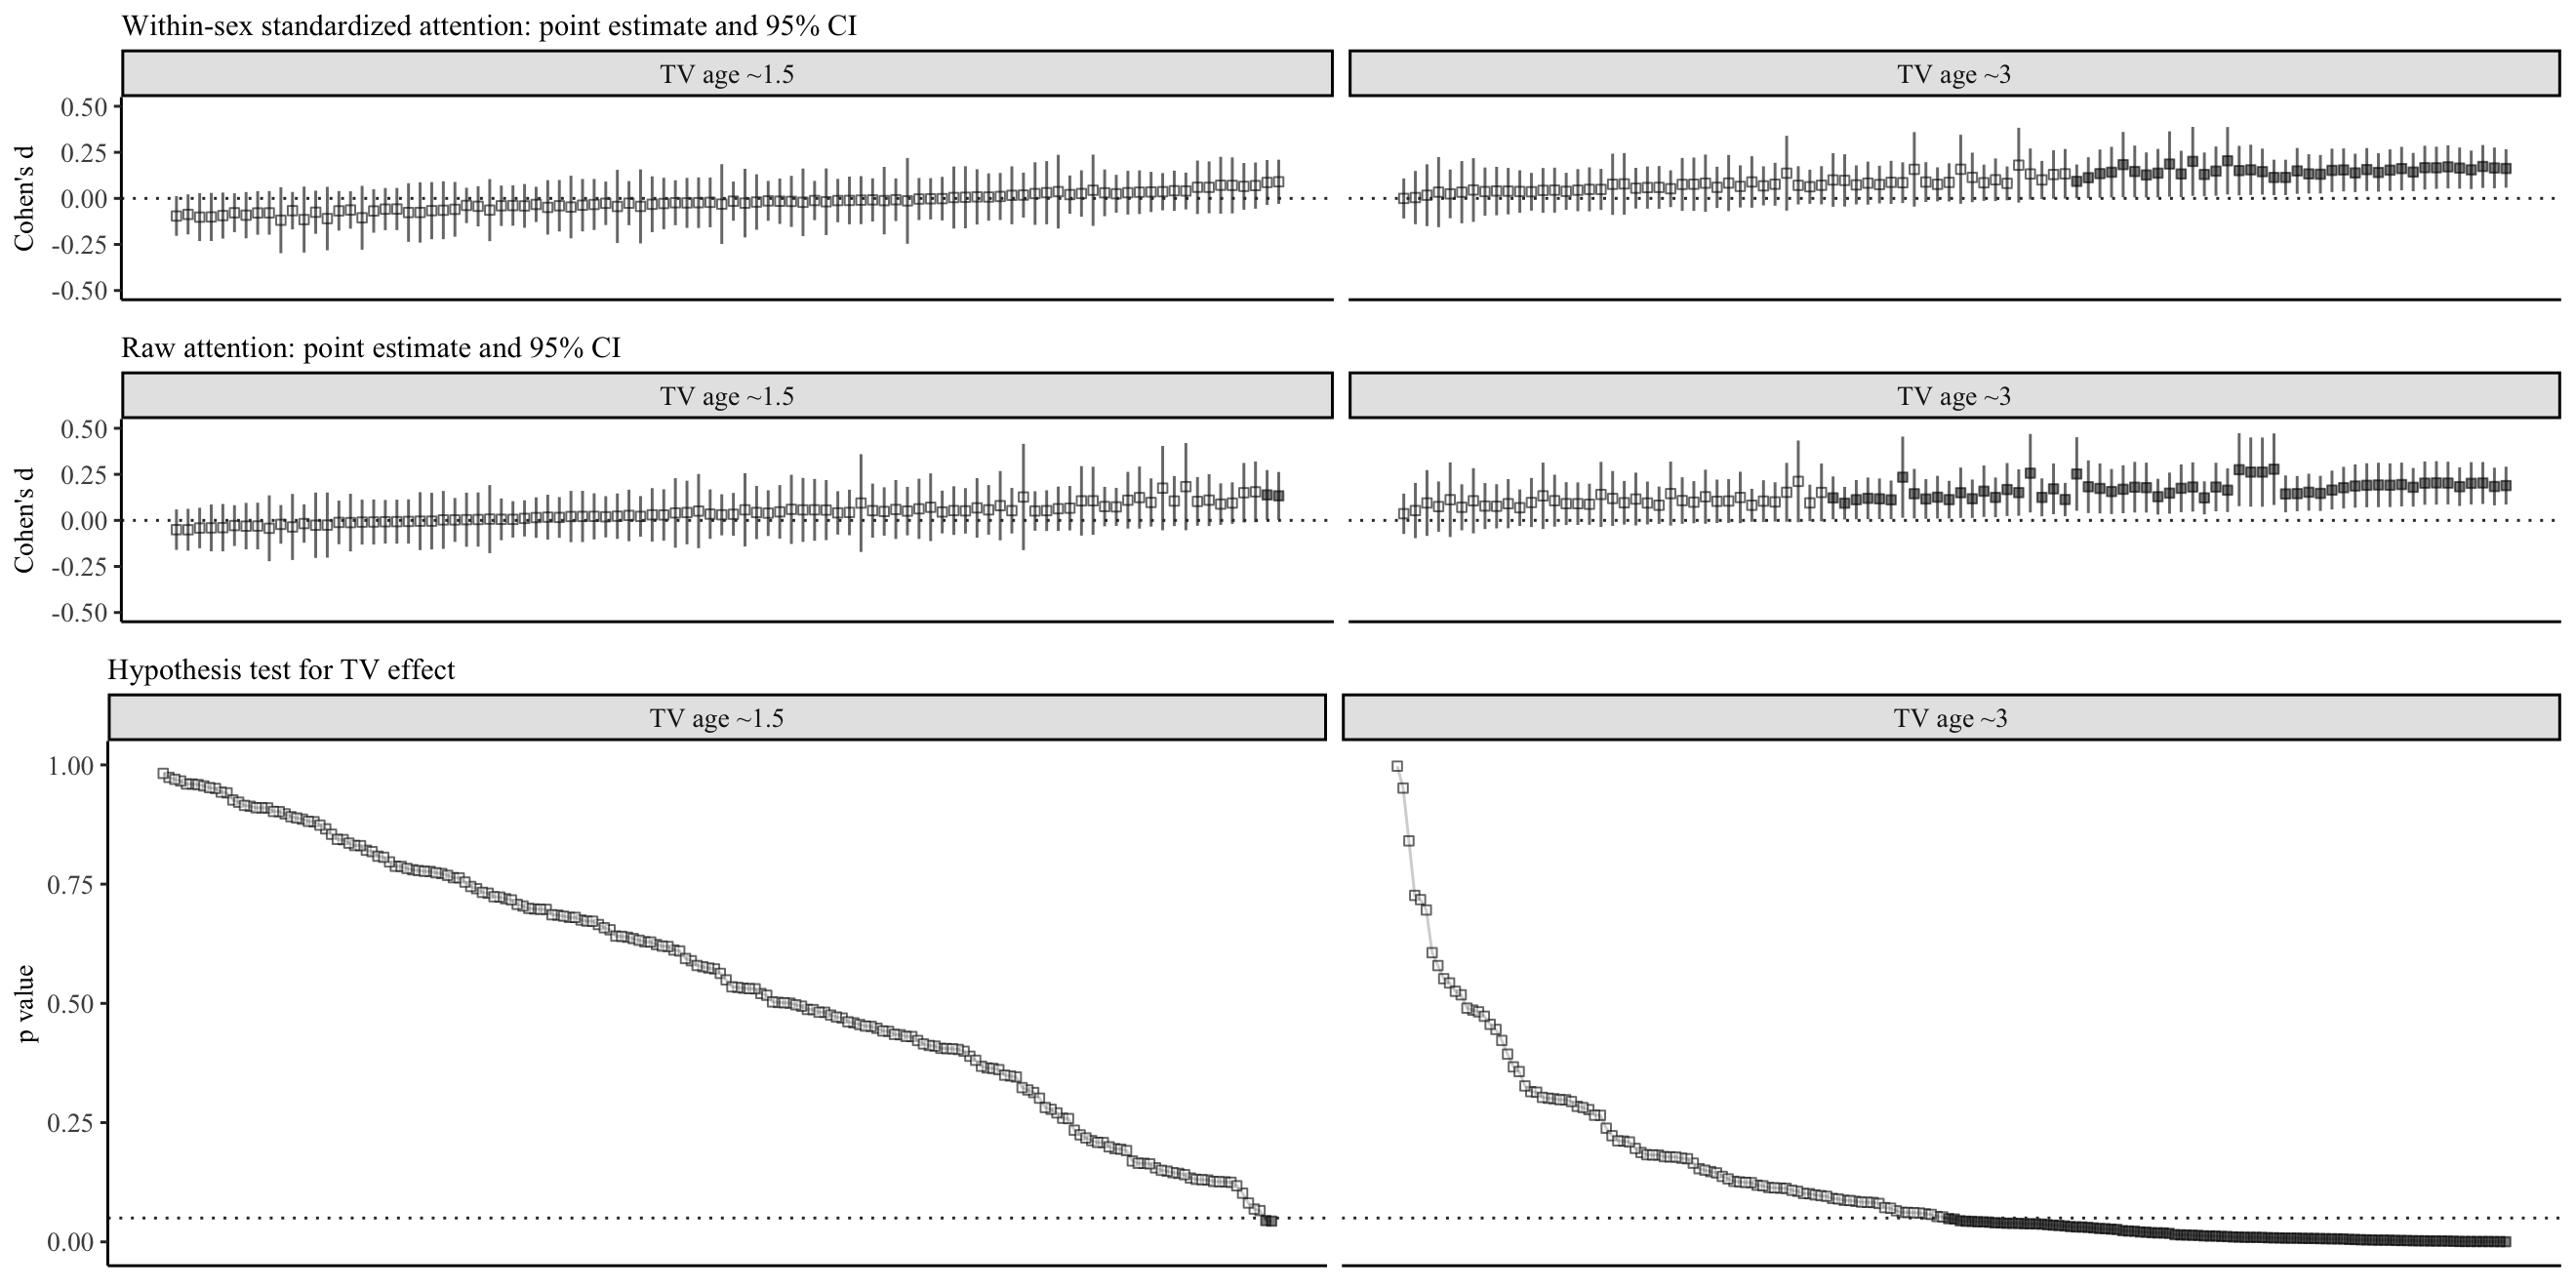 Within-sex standardized attention: point estimate and 95% CI
TV age ~1.5
TV age ~3
Cohen's d
0.50
0.25
0.00
-0.25
-0.50
Raw attention: point estimate and 95% CI
TV age ~1.5
TV age ~3
Cohen's d
0.50
0.25
0.00
-0.25
-0.50
Hypothesis test for TV effect
TV age ~1.5
TV age ~3
p value
1.00
0.75
0.50
0.25
0.00